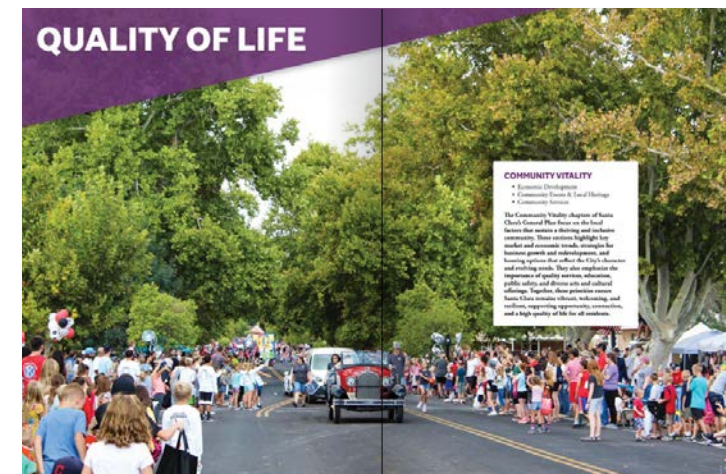 QUALITY OF LIFE
COMMUNITY VITALITY
• Economic Development
• Community Events & Local Heritage
• Community Services
The Community Vitality chapters of Santa
Clara's General Plan focus on the local
factors that sustain a thriving and inclusive
community. These sections highlight key
market and economic trends, strategies for
business growth and redevelopment, and
housing options that reflect the City's character
and evolving needs. They also emphasize the
importance of quality services, education,
public safety, and diverse arts and cultural
offerings. Together, these priorities ensure
Santa Clara remains vibrant, welcoming, and
resilient, supporting opportunity, connection,
and a high quality of life for all residents.